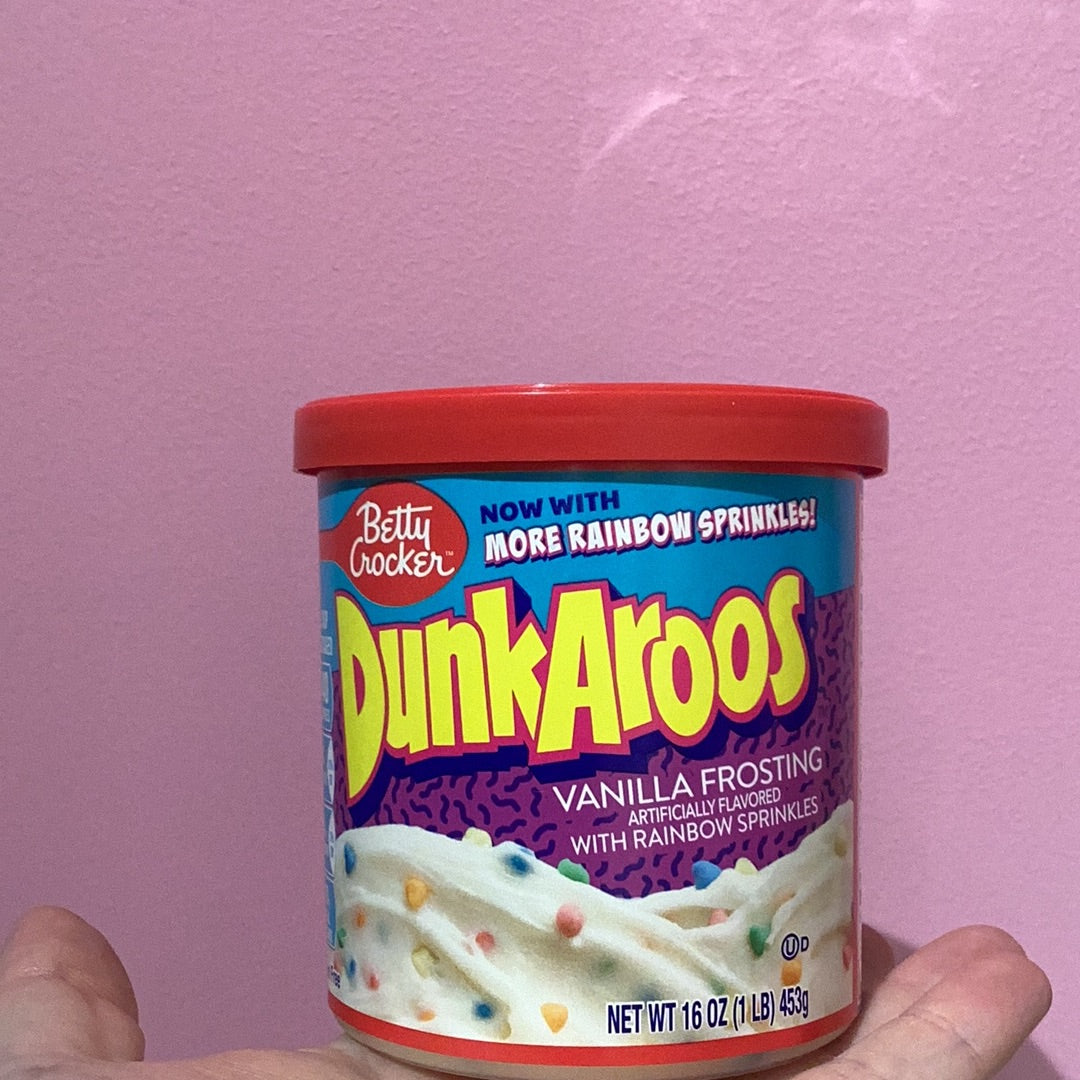 Betty
Crocker™
NOW WITH
MORE RAINBOW SPRINKLES!
DunkAroos
VANILLA FROSTING
ARTIFICIALLY FLAVORED
WITH RAINBOW SPRINKLES
U D
NET WT 16 OZ (1 LB) 453g